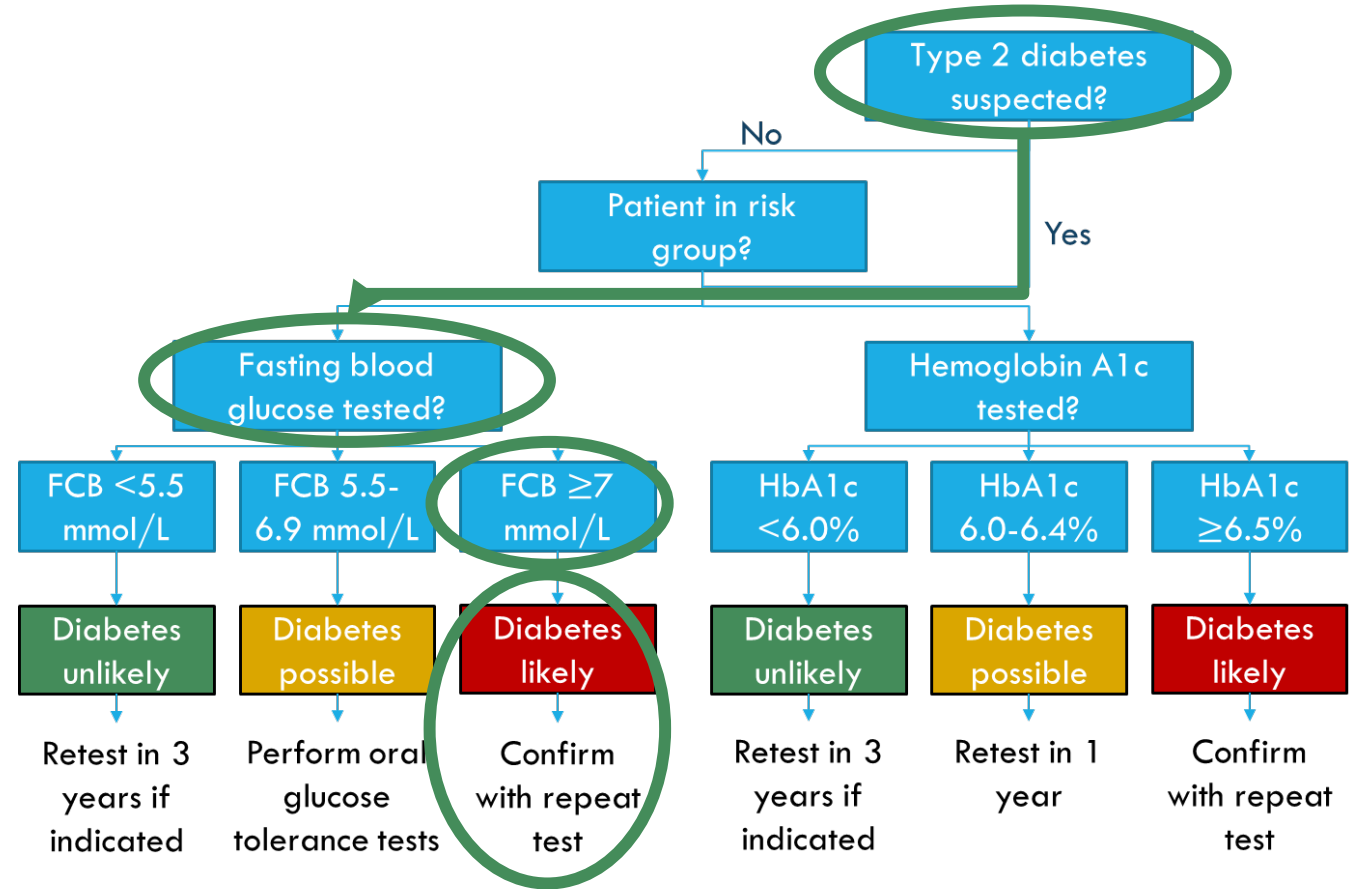 Type 2 diabetes
suspected?
No
Patient in risk
group?
Yes
Fasting blood
glucose tested?
Hemoglobin A1c
tested?
FCB <5.5
mmol/L
FCB 5.5-
6.9 mmol/L
FCB ≥7
mmol/L
HbA1c
<6.0%
HbA1c
6.0-6.4%
HbA1c
≥6.5%
Diabetes
unlikely
Diabetes
possible
Diabetes
likely
Diabetes
unlikely
Diabetes
possible
Diabetes
likely
Retest in 3
years if
indicated
Perform oral
glucose
tolerance tests
Confirm
with repeat
test
Retest in 3
years if
indicated
Retest in 1
year
Confirm
with repeat
test